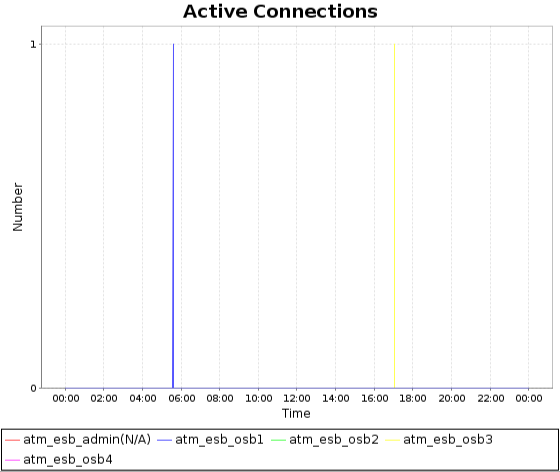 Active Connections
1
Number
0
00:00 02:00 04:00 06:00 08:00 10:00 12:00 14:00 16:00 18:00 20:00 22:00 00:00
Time
atm_esb_admin(N/A) atm_esb_osb1 atm_esb_osb2 atm_esb_osb3
atm_esb_osb4